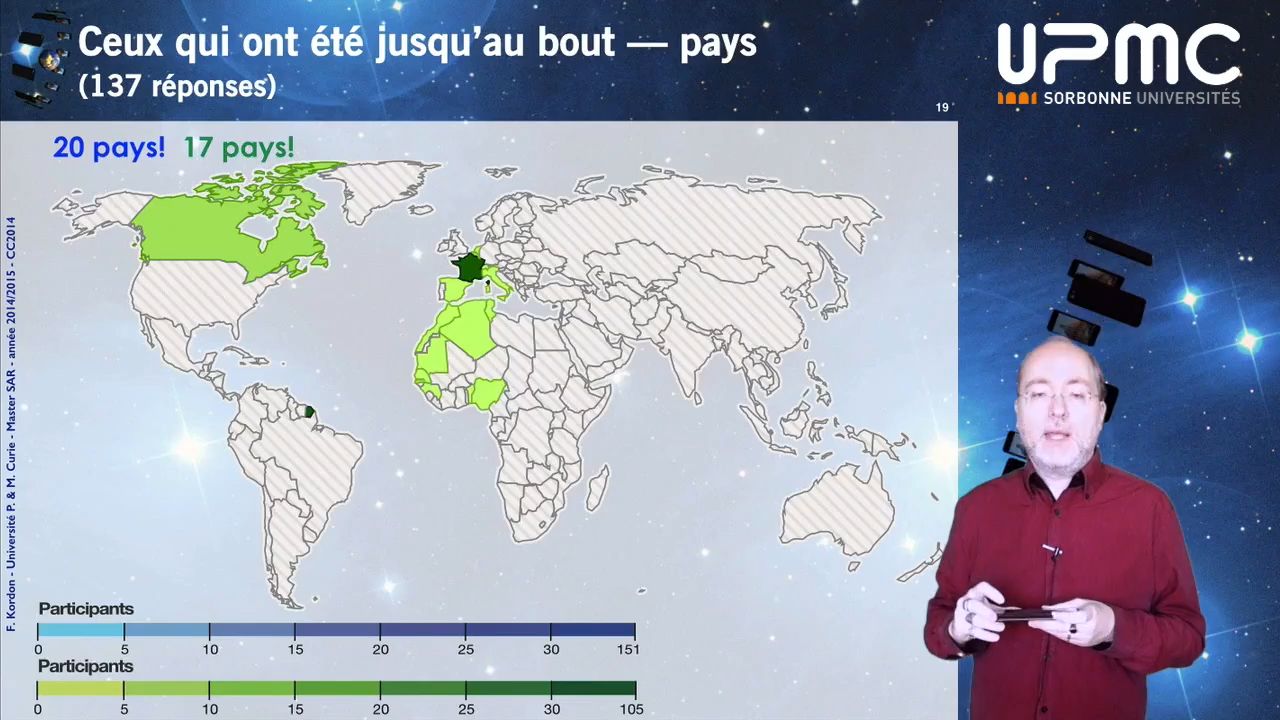 Ceux qui ont été jusqu'au bout — pays
(137 réponses)
UPMC
SORBONNE UNIVERSITÉS
19
20 pays! 17 pays!
F. Kordon - Université P. & M. Curie - Master SAR - année 2014/2015 - CC2014
Participants
0 5 10 15 20 25 30 151
Participants
0 5 10 15 20 25 30 105